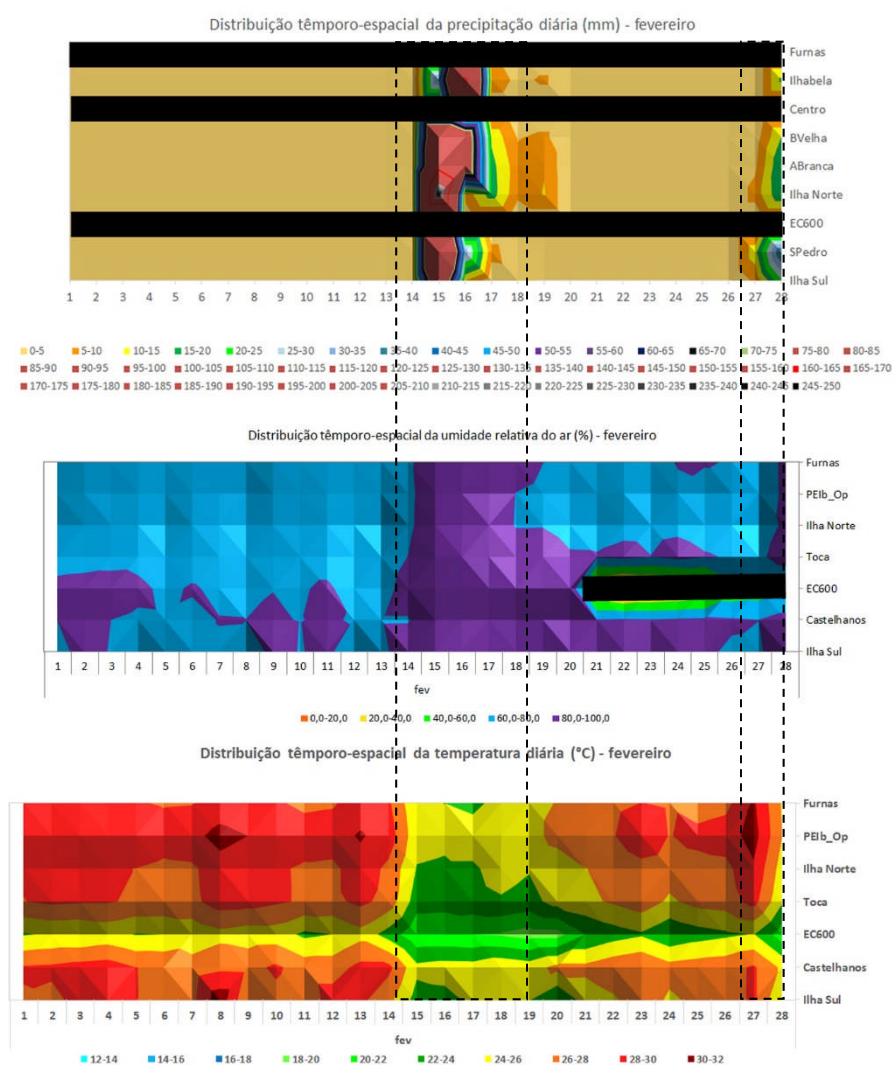 Distribuição têmporo-espacial da precipitação diária (mm) - fevereiro
Furnas
Ilhabela
Centro
BVelha
ABranca
Ilha Norte
EC600
SPedro
Ilha Sul
1 2 3 4 5 6 7 8 9 10 11 12 13 14 15 16 17 18 19 20 21 22 23 24 25 26 27 28
0-5 5-10 10-15 15-20 20-25 25-30 30-35 35-40 40-45 45-50 50-55 55-60 60-65 65-70 70-75 75-80 80-85
85-90 90-95 95-100 100-105 105-110 110-115 115-120 120-125 125-130 130-135 135-140 140-145 145-150 150-155 155-160 160-165 165-170
170-175 175-180 180-185 185-190 190-195 195-200 200-205 205-210 210-215 215-220 220-225 225-230 230-235 235-240 240-245 245-250
Distribuição têmporo-espacial da umidade relativa do ar (%) - fevereiro
Furnas
PEIb_Op
Ilha Norte
Toca
EC600
Castelhanos
Ilha Sul
1 2 3 4 5 6 7 8 9 10 11 12 13 14 15 16 17 18 19 20 21 22 23 24 25 26 27 28
fev
0,0-20,0 20,0-40,0 40,0-60,0 60,0-80,0 80,0-100,0
Distribuição têmporo-espacial da temperatura diária (°C) - fevereiro
Furnas
PEIb_Op
Ilha Norte
Toca
EC600
Castelhanos
Ilha Sul
1 2 3 4 5 6 7 8 9 10 11 12 13 14 15 16 17 18 19 20 21 22 23 24 25 26 27 28
fev
12-14 14-16 16-18 18-20 20-22 22-24 24-26 26-28 28-30 30-32